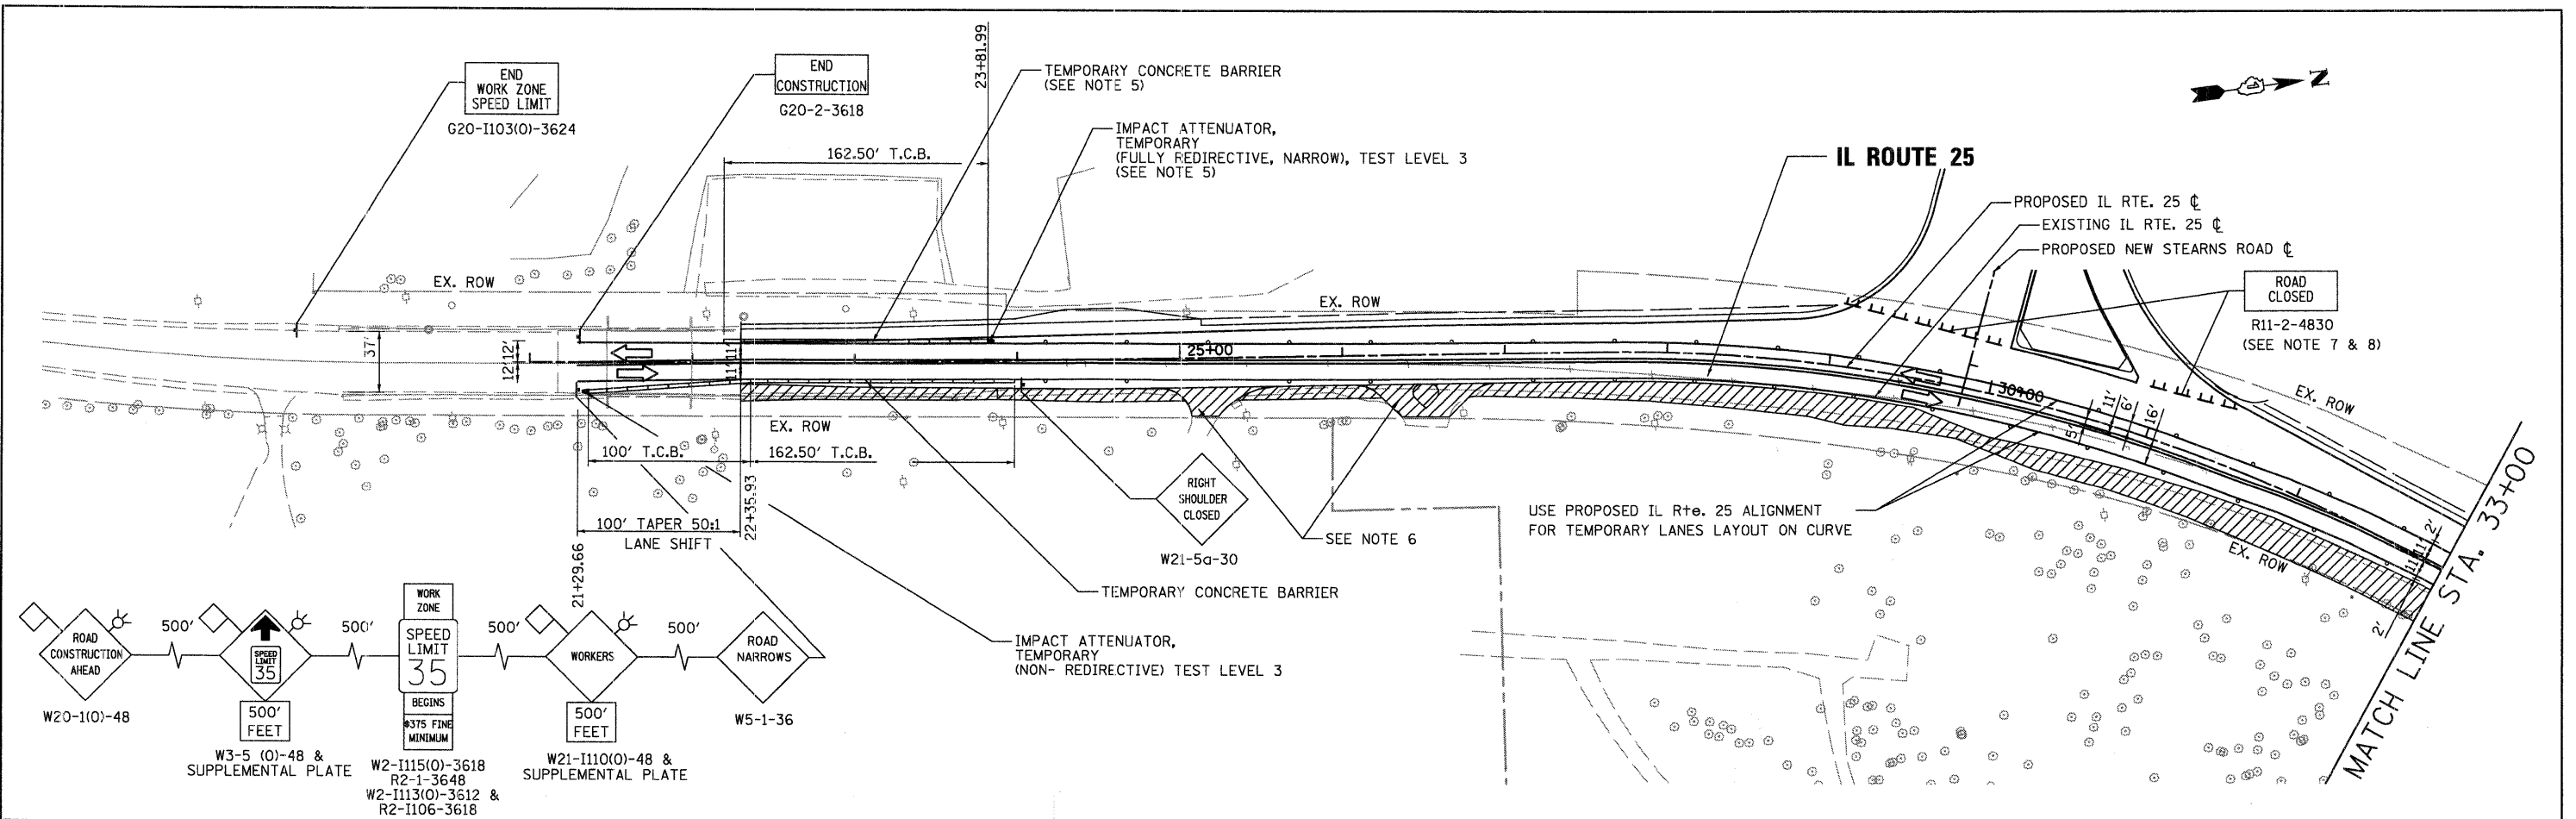 END
WORK ZONE
SPEED LIMIT
G20-I103(0)-3624
END
CONSTRUCTION
G20-2-3618
23+81.99
TEMPORARY CONCRETE BARRIER
(SEE NOTE 5)
162.50' T.C.B.
IMPACT ATTENUATOR,
TEMPORARY
(FULLY REDIRECTIVE, NARROW), TEST LEVEL 3
(SEE NOTE 5)
IL ROUTE 25
N
PROPOSED IL RTE. 25 ℄
EXISTING IL RTE. 25 ℄
PROPOSED NEW STEARNS ROAD ℄
ROAD
CLOSED
R11-2-4830
(SEE NOTE 7 & 8)
EX. ROW
EX. ROW
EX. ROW
37'
12'
12'
11'
11'
25+00
30+00
11'
6'
16'
5'
EX. ROW
100' T.C.B.
162.50' T.C.B.
22+35.93
100' TAPER 50:1
LANE SHIFT
21+29.66
RIGHT
SHOULDER
CLOSED
W21-5a-30
SEE NOTE 6
USE PROPOSED IL Rte. 25 ALIGNMENT
FOR TEMPORARY LANES LAYOUT ON CURVE
EX. ROW
2'
11'
11'
2'
MATCH LINE STA. 33+00
TEMPORARY CONCRETE BARRIER
IMPACT ATTENUATOR,
TEMPORARY
(NON- REDIRECTIVE) TEST LEVEL 3
ROAD
CONSTRUCTION
AHEAD
W20-1(0)-48
500'
SPEED
LIMIT
35
500'
FEET
W3-5 (0)-48 &
SUPPLEMENTAL PLATE
500'
WORK
ZONE
SPEED
LIMIT
35
BEGINS
$375 FINE
MINIMUM
W2-I115(0)-3618
R2-1-3648
W2-I113(0)-3612 &
R2-I106-3618
500'
WORKERS
500'
FEET
W21-I110(0)-48 &
SUPPLEMENTAL PLATE
500'
ROAD
NARROWS
W5-1-36